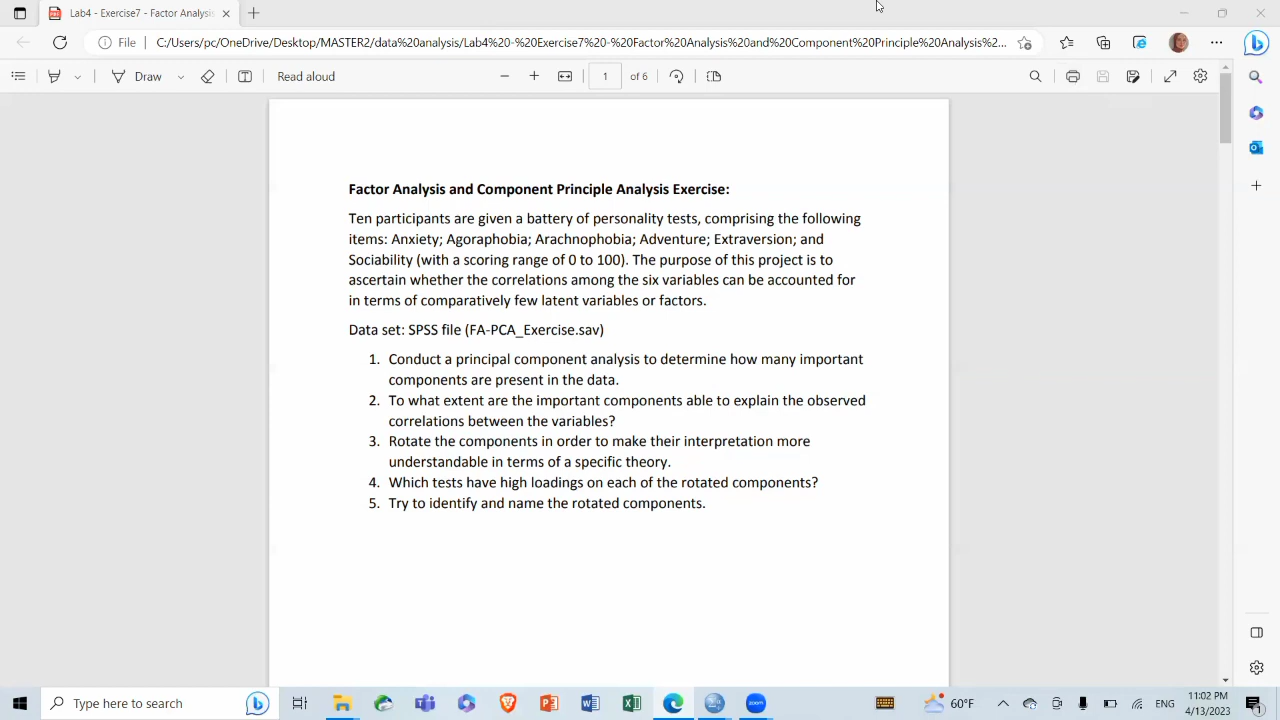 Lab4 - Exercise7 - Factor Analysis
File C:/Users/pc/OneDrive/Desktop/MASTER2/data%20analysis/Lab4%20-%20Exercise7%20-%20Factor%20Analysis%20and%20Component%20Principle%20Analysis%...
Draw Read aloud 1 of 6
Factor Analysis and Component Principle Analysis Exercise:
Ten participants are given a battery of personality tests, comprising the following
items: Anxiety; Agoraphobia; Arachnophobia; Adventure; Extraversion; and
Sociability (with a scoring range of 0 to 100). The purpose of this project is to
ascertain whether the correlations among the six variables can be accounted for
in terms of comparatively few latent variables or factors.
Data set: SPSS file (FA-PCA_Exercise.sav)
1. Conduct a principal component analysis to determine how many important
components are present in the data.
2. To what extent are the important components able to explain the observed
correlations between the variables?
3. Rotate the components in order to make their interpretation more
understandable in terms of a specific theory.
4. Which tests have high loadings on each of the rotated components?
5. Try to identify and name the rotated components.
Type here to search
zoom
60°F
ENG
11:02 PM
4/13/2023
1